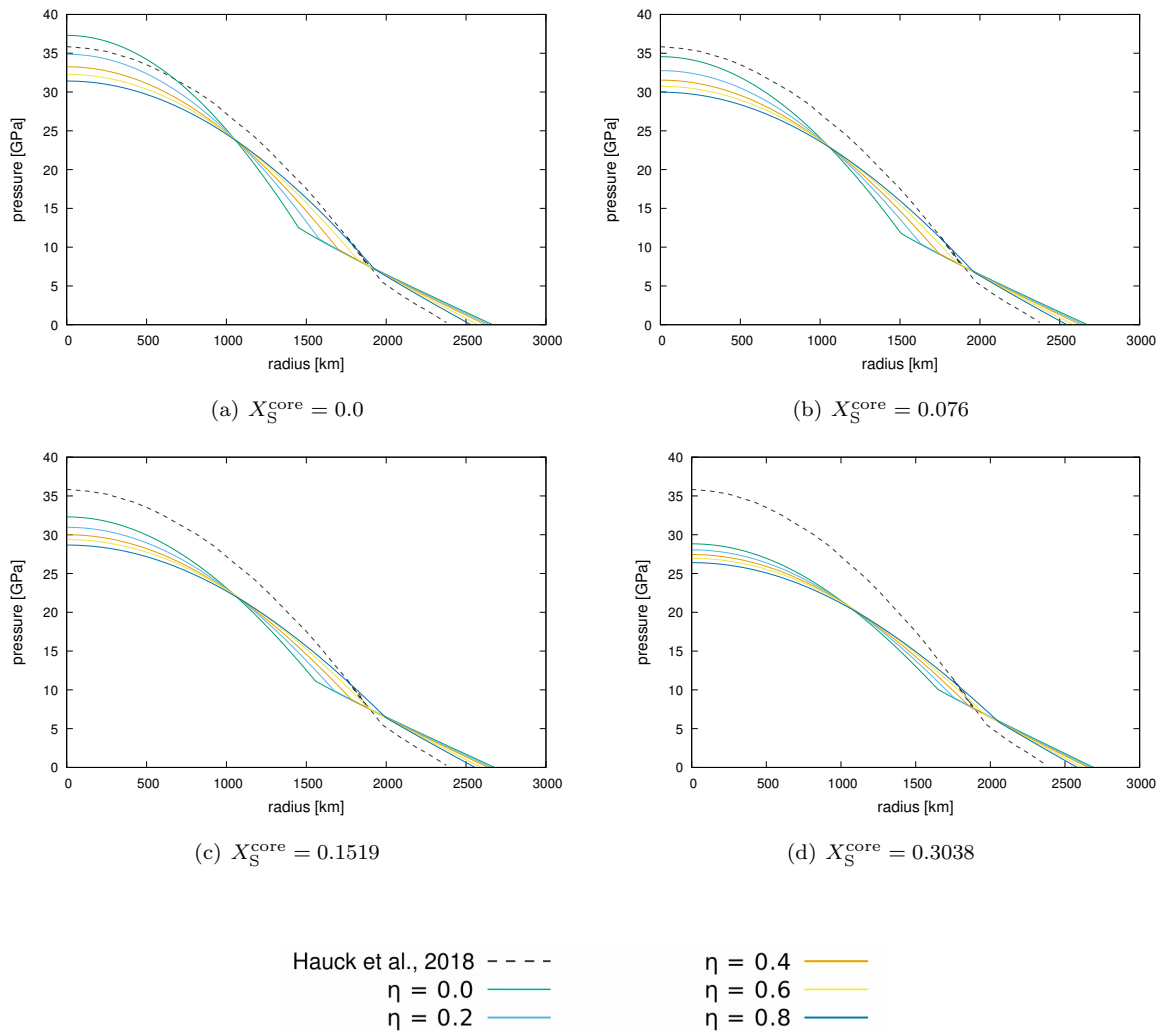 40
35
30
25
20
15
10
5
0
pressure [GPa]
0 500 1000 1500 2000 2500 3000
radius [km]
(a) X_S^core = 0.0
40
35
30
25
20
15
10
5
0
pressure [GPa]
0 500 1000 1500 2000 2500 3000
radius [km]
(b) X_S^core = 0.076
40
35
30
25
20
15
10
5
0
pressure [GPa]
0 500 1000 1500 2000 2500 3000
radius [km]
(c) X_S^core = 0.1519
40
35
30
25
20
15
10
5
0
pressure [GPa]
0 500 1000 1500 2000 2500 3000
radius [km]
(d) X_S^core = 0.3038
Hauck et al., 2018
η = 0.0
η = 0.2
η = 0.4
η = 0.6
η = 0.8